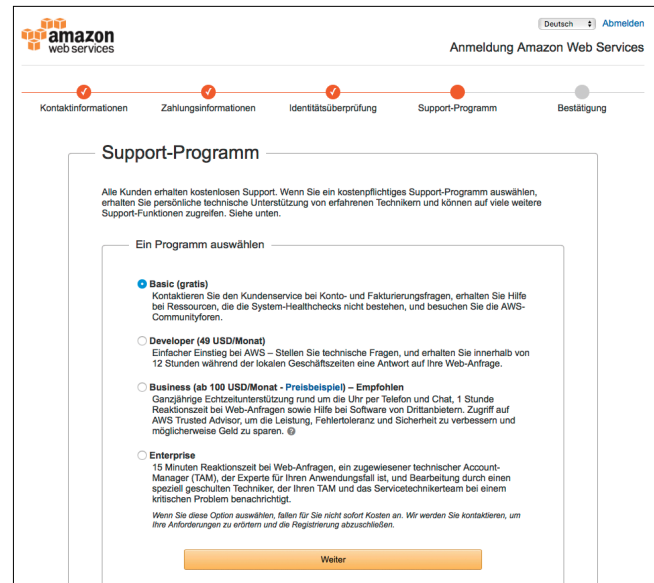 Deutsch
Abmelden
amazon
web services
Anmeldung Amazon Web Services
Kontaktinformationen
Zahlungsinformationen
Identitätsüberprüfung
Support-Programm
Bestätigung
Support-Programm
Alle Kunden erhalten kostenlosen Support. Wenn Sie ein kostenpflichtiges Support-Programm auswählen,
erhalten Sie persönliche technische Unterstützung von erfahrenen Technikern und können auf viele weitere
Support-Funktionen zugreifen. Siehe unten.
Ein Programm auswählen
Basic (gratis)
Kontaktieren Sie den Kundenservice bei Konto- und Fakturierungsfragen, erhalten Sie Hilfe
bei Ressourcen, die die System-Healthchecks nicht bestehen, und besuchen Sie die AWS-
Communityforen.
Developer (49 USD/Monat)
Einfacher Einstieg bei AWS – Stellen Sie technische Fragen, und erhalten Sie innerhalb von
12 Stunden während der lokalen Geschäftszeiten eine Antwort auf Ihre Web-Anfrage.
Business (ab 100 USD/Monat - Preisbeispiel) – Empfohlen
Ganzjährige Echtzeitunterstützung rund um die Uhr per Telefon und Chat, 1 Stunde
Reaktionszeit bei Web-Anfragen sowie Hilfe bei Software von Drittanbietern. Zugriff auf
AWS Trusted Advisor, um die Leistung, Fehlertoleranz und Sicherheit zu verbessern und
möglicherweise Geld zu sparen.
Enterprise
15 Minuten Reaktionszeit bei Web-Anfragen, ein zugewiesener technischer Account-
Manager (TAM), der Experte für Ihren Anwendungsfall ist, und Bearbeitung durch einen
speziell geschulten Techniker, der Ihren TAM und das Servicetechnikerteam bei einem
kritischen Problem benachrichtigt.
Wenn Sie diese Option auswählen, fallen für Sie nicht sofort Kosten an. Wir werden Sie kontaktieren, um
Ihre Anforderungen zu erörtern und die Registrierung abzuschließen.
Weiter